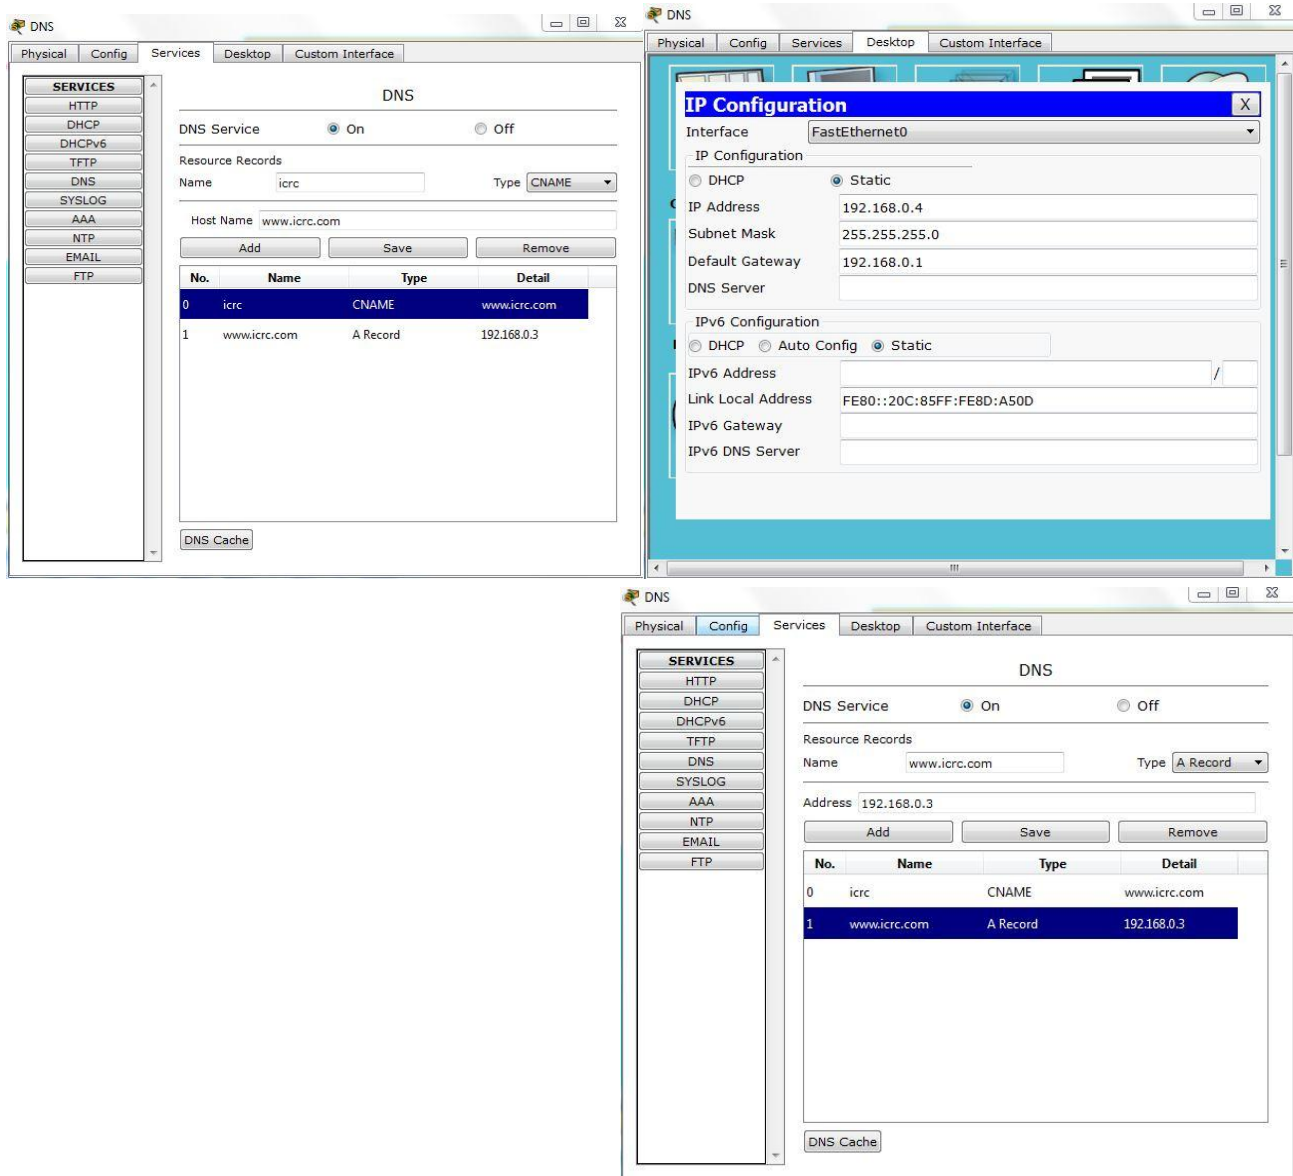 DNS
Physical Config Services Desktop Custom Interface
SERVICES
HTTP
DHCP
DHCPv6
TFTP
DNS
SYSLOG
AAA
NTP
EMAIL
FTP
DNS
DNS Service On Off
Resource Records
Name icrc Type CNAME
Host Name www.icrc.com
Add Save Remove
No. Name Type Detail
0 icrc CNAME www.icrc.com
1 www.icrc.com A Record 192.168.0.3
DNS Cache
DNS
Physical Config Services Desktop Custom Interface
IP Configuration X
Interface FastEthernet0
IP Configuration
DHCP Static
IP Address 192.168.0.4
Subnet Mask 255.255.255.0
Default Gateway 192.168.0.1
DNS Server
IPv6 Configuration
DHCP Auto Config Static
IPv6 Address /
Link Local Address FE80::20C:85FF:FE8D:A50D
IPv6 Gateway
IPv6 DNS Server
DNS
Physical Config Services Desktop Custom Interface
SERVICES
HTTP
DHCP
DHCPv6
TFTP
DNS
SYSLOG
AAA
NTP
EMAIL
FTP
DNS
DNS Service On Off
Resource Records
Name www.icrc.com Type A Record
Address 192.168.0.3
Add Save Remove
No. Name Type Detail
0 icrc CNAME www.icrc.com
1 www.icrc.com A Record 192.168.0.3
DNS Cache